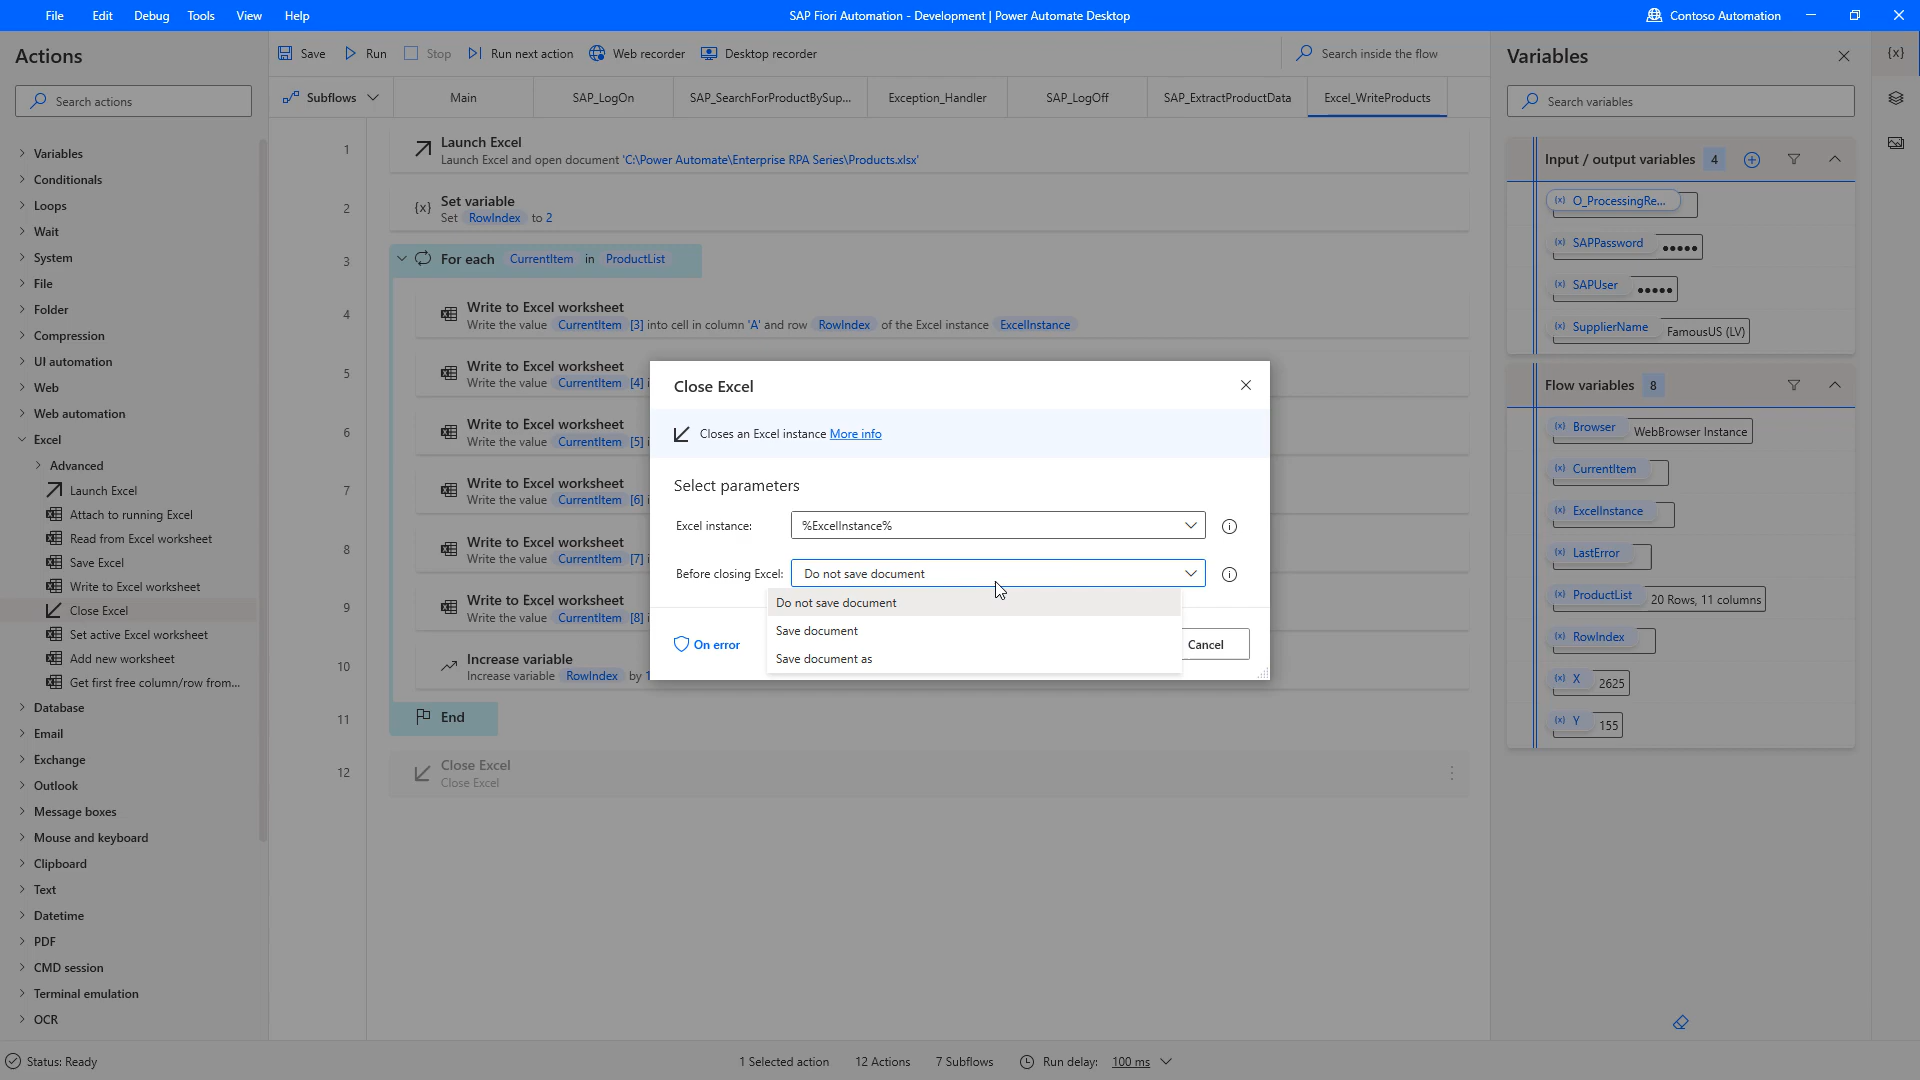 File Edit Debug Tools View Help
SAP Fiori Automation - Development | Power Automate Desktop
Contoso Automation
Actions
Search actions
Variables
Conditionals
Loops
Wait
System
File
Folder
Compression
UI automation
Web
Web automation
Excel
Advanced
Launch Excel
Attach to running Excel
Read from Excel worksheet
Save Excel
Write to Excel worksheet
Close Excel
Set active Excel worksheet
Add new worksheet
Get first free column/row from...
Database
Email
Exchange
Outlook
Message boxes
Mouse and keyboard
Clipboard
Text
Datetime
PDF
CMD session
Terminal emulation
OCR
Save Run Stop Run next action Web recorder Desktop recorder
Search inside the flow
Subflows Main SAP_LogOn SAP_SearchForProductBySup... Exception_Handler SAP_LogOff SAP_ExtractProductData Excel_WriteProducts
1 Launch Excel
Launch Excel and open document 'C:\Power Automate\Enterprise RPA Series\Products.xlsx'
2 {x} Set variable
Set RowIndex to 2
3 For each CurrentItem in ProductList
4 Write to Excel worksheet
Write the value CurrentItem [3] into cell in column 'A' and row RowIndex of the Excel instance ExcelInstance
5 Write to Excel worksheet
Write the value CurrentItem [4] i
6 Write to Excel worksheet
Write the value CurrentItem [5] i
7 Write to Excel worksheet
Write the value CurrentItem [6] i
8 Write to Excel worksheet
Write the value CurrentItem [7] i
9 Write to Excel worksheet
Write the value CurrentItem [8] i
10 Increase variable
Increase variable RowIndex by 1
11 End
12 Close Excel
Close Excel
Close Excel
Closes an Excel instance More info
Select parameters
Excel instance: %ExcelInstance%
Before closing Excel: Do not save document
Do not save document
Save document
Save document as
On error
Cancel
Variables
{x}
Search variables
Input / output variables 4
(x) O_ProcessingRe...
(x) SAPPassword ●●●●●
(x) SAPUser ●●●●●
(x) SupplierName FamousUS (LV)
Flow variables 8
(x) Browser WebBrowser Instance
(x) CurrentItem
(x) ExcelInstance
(x) LastError
(x) ProductList 20 Rows, 11 columns
(x) RowIndex
(x) X 2625
(x) Y 155
Status: Ready
1 Selected action 12 Actions 7 Subflows Run delay: 100 ms